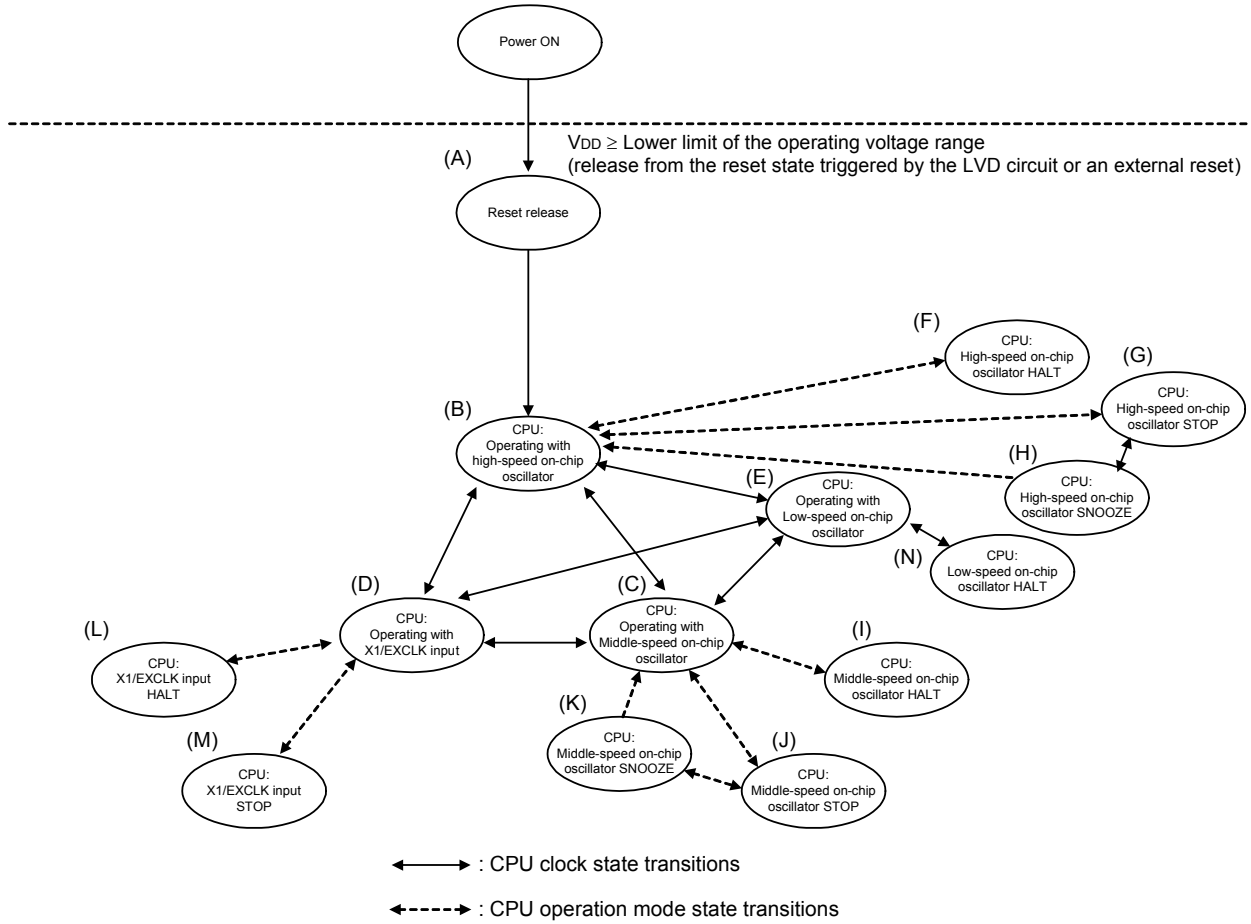 Power ON
VDD ≥ Lower limit of the operating voltage range
(release from the reset state triggered by the LVD circuit or an external reset)
(A)
Reset release
(F)
CPU:
High-speed on-chip
oscillator HALT
(G)
CPU:
High-speed on-chip
oscillator STOP
(B)
CPU:
Operating with
high-speed on-chip
oscillator
(H)
CPU:
High-speed on-chip
oscillator SNOOZE
(E)
CPU:
Operating with
Low-speed on-chip
oscillator
(N)
CPU:
Low-speed on-chip
oscillator HALT
(D)
CPU:
Operating with
X1/EXCLK input
(C)
CPU:
Operating with
Middle-speed on-chip
oscillator
(L)
CPU:
X1/EXCLK input
HALT
(I)
CPU:
Middle-speed on-chip
oscillator HALT
(M)
CPU:
X1/EXCLK input
STOP
(K)
CPU:
Middle-speed on-chip
oscillator SNOOZE
(J)
CPU:
Middle-speed on-chip
oscillator STOP
: CPU clock state transitions
: CPU operation mode state transitions